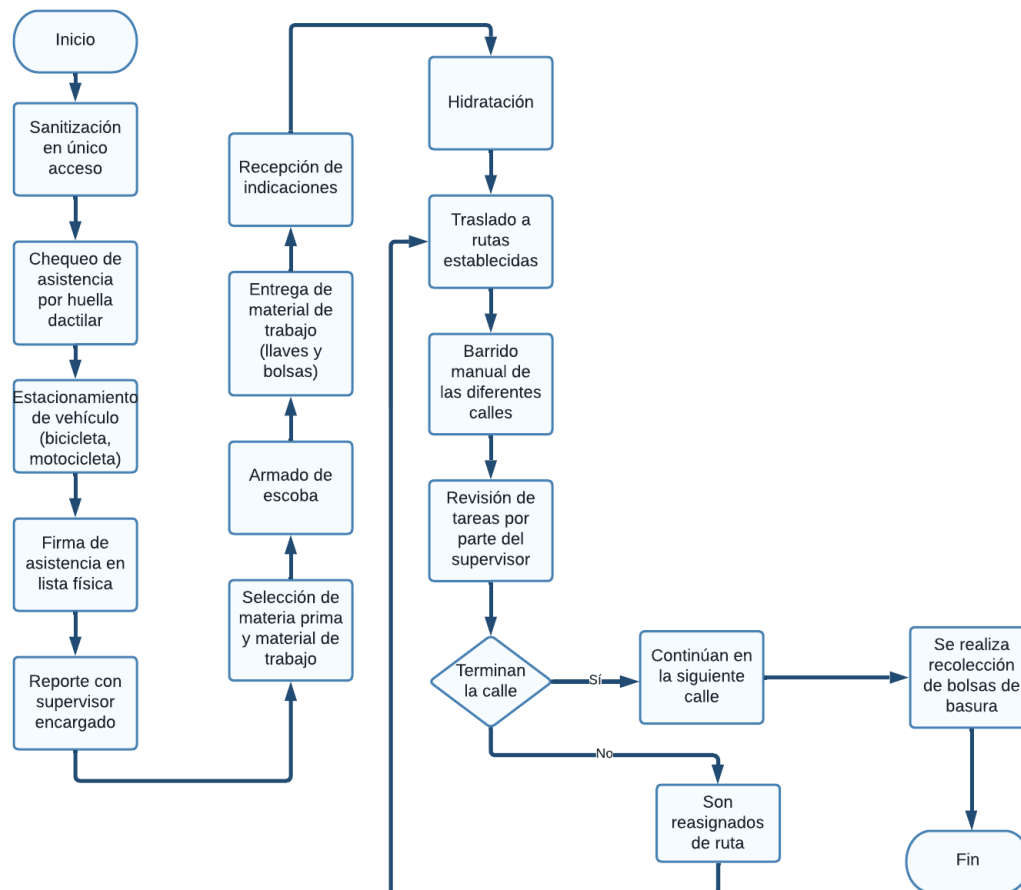 Inicio
Sanitización
en único
acceso
Chequeo de
asistencia
por huella
dactilar
Estacionamiento
de vehículo
(bicicleta,
motocicleta)
Firma de
asistencia en
lista física
Reporte con
supervisor
encargado
Selección de
materia prima
y material de
trabajo
Armado de
escoba
Entrega de
material de
trabajo
(llaves y
bolsas)
Recepción de
indicaciones
Hidratación
Traslado a
rutas
establecidas
Barrido
manual de
las diferentes
calles
Revisión de
tareas por
parte del
supervisor
Terminan
la calle
Sí
Continúan en
la siguiente
calle
Se realiza
recolección
de bolsas de
basura
Fin
No
Son
reasignados
de ruta